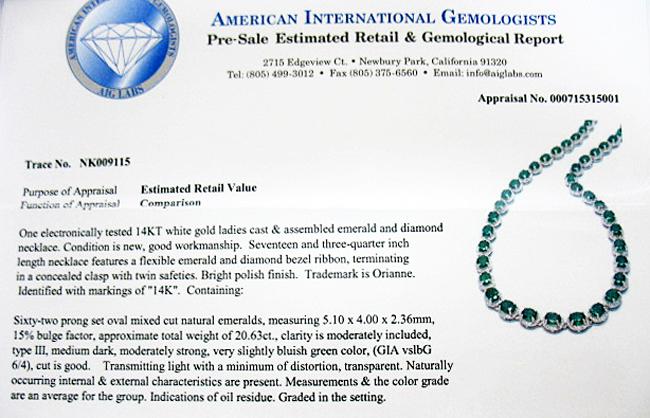 AMERICAN INTERNATIONAL GEMOLOGISTS
AIG LABS
AMERICAN INTERNATIONAL GEMOLOGISTS
Pre-Sale Estimated Retail & Gemological Report
2715 Edgeview Ct. • Newbury Park, California 91320
Tel: (805) 499-3012 • Fax (805) 375-6560 • Email: info@aiglabs.com
Appraisal No. 000715315001
Trace No. NK009115
Purpose of Appraisal Estimated Retail Value
Function of Appraisal Comparison
One electronically tested 14KT white gold ladies cast & assembled emerald and diamond
necklace. Condition is new, good workmanship. Seventeen and three-quarter inch
length necklace features a flexible emerald and diamond bezel ribbon, terminating
in a concealed clasp with twin safeties. Bright polish finish. Trademark is Orianne.
Identified with markings of "14K". Containing:
Sixty-two prong set oval mixed cut natural emeralds, measuring 5.10 x 4.00 x 2.36mm,
15% bulge factor, approximate total weight of 20.63ct., clarity is moderately included,
type III, medium dark, moderately strong, very slightly bluish green color, (GIA vslbG
6/4), cut is good. Transmitting light with a minimum of distortion, transparent. Naturally
occurring internal & external characteristics are present. Measurements & the color grade
are an average for the group. Indications of oil residue. Graded in the setting.